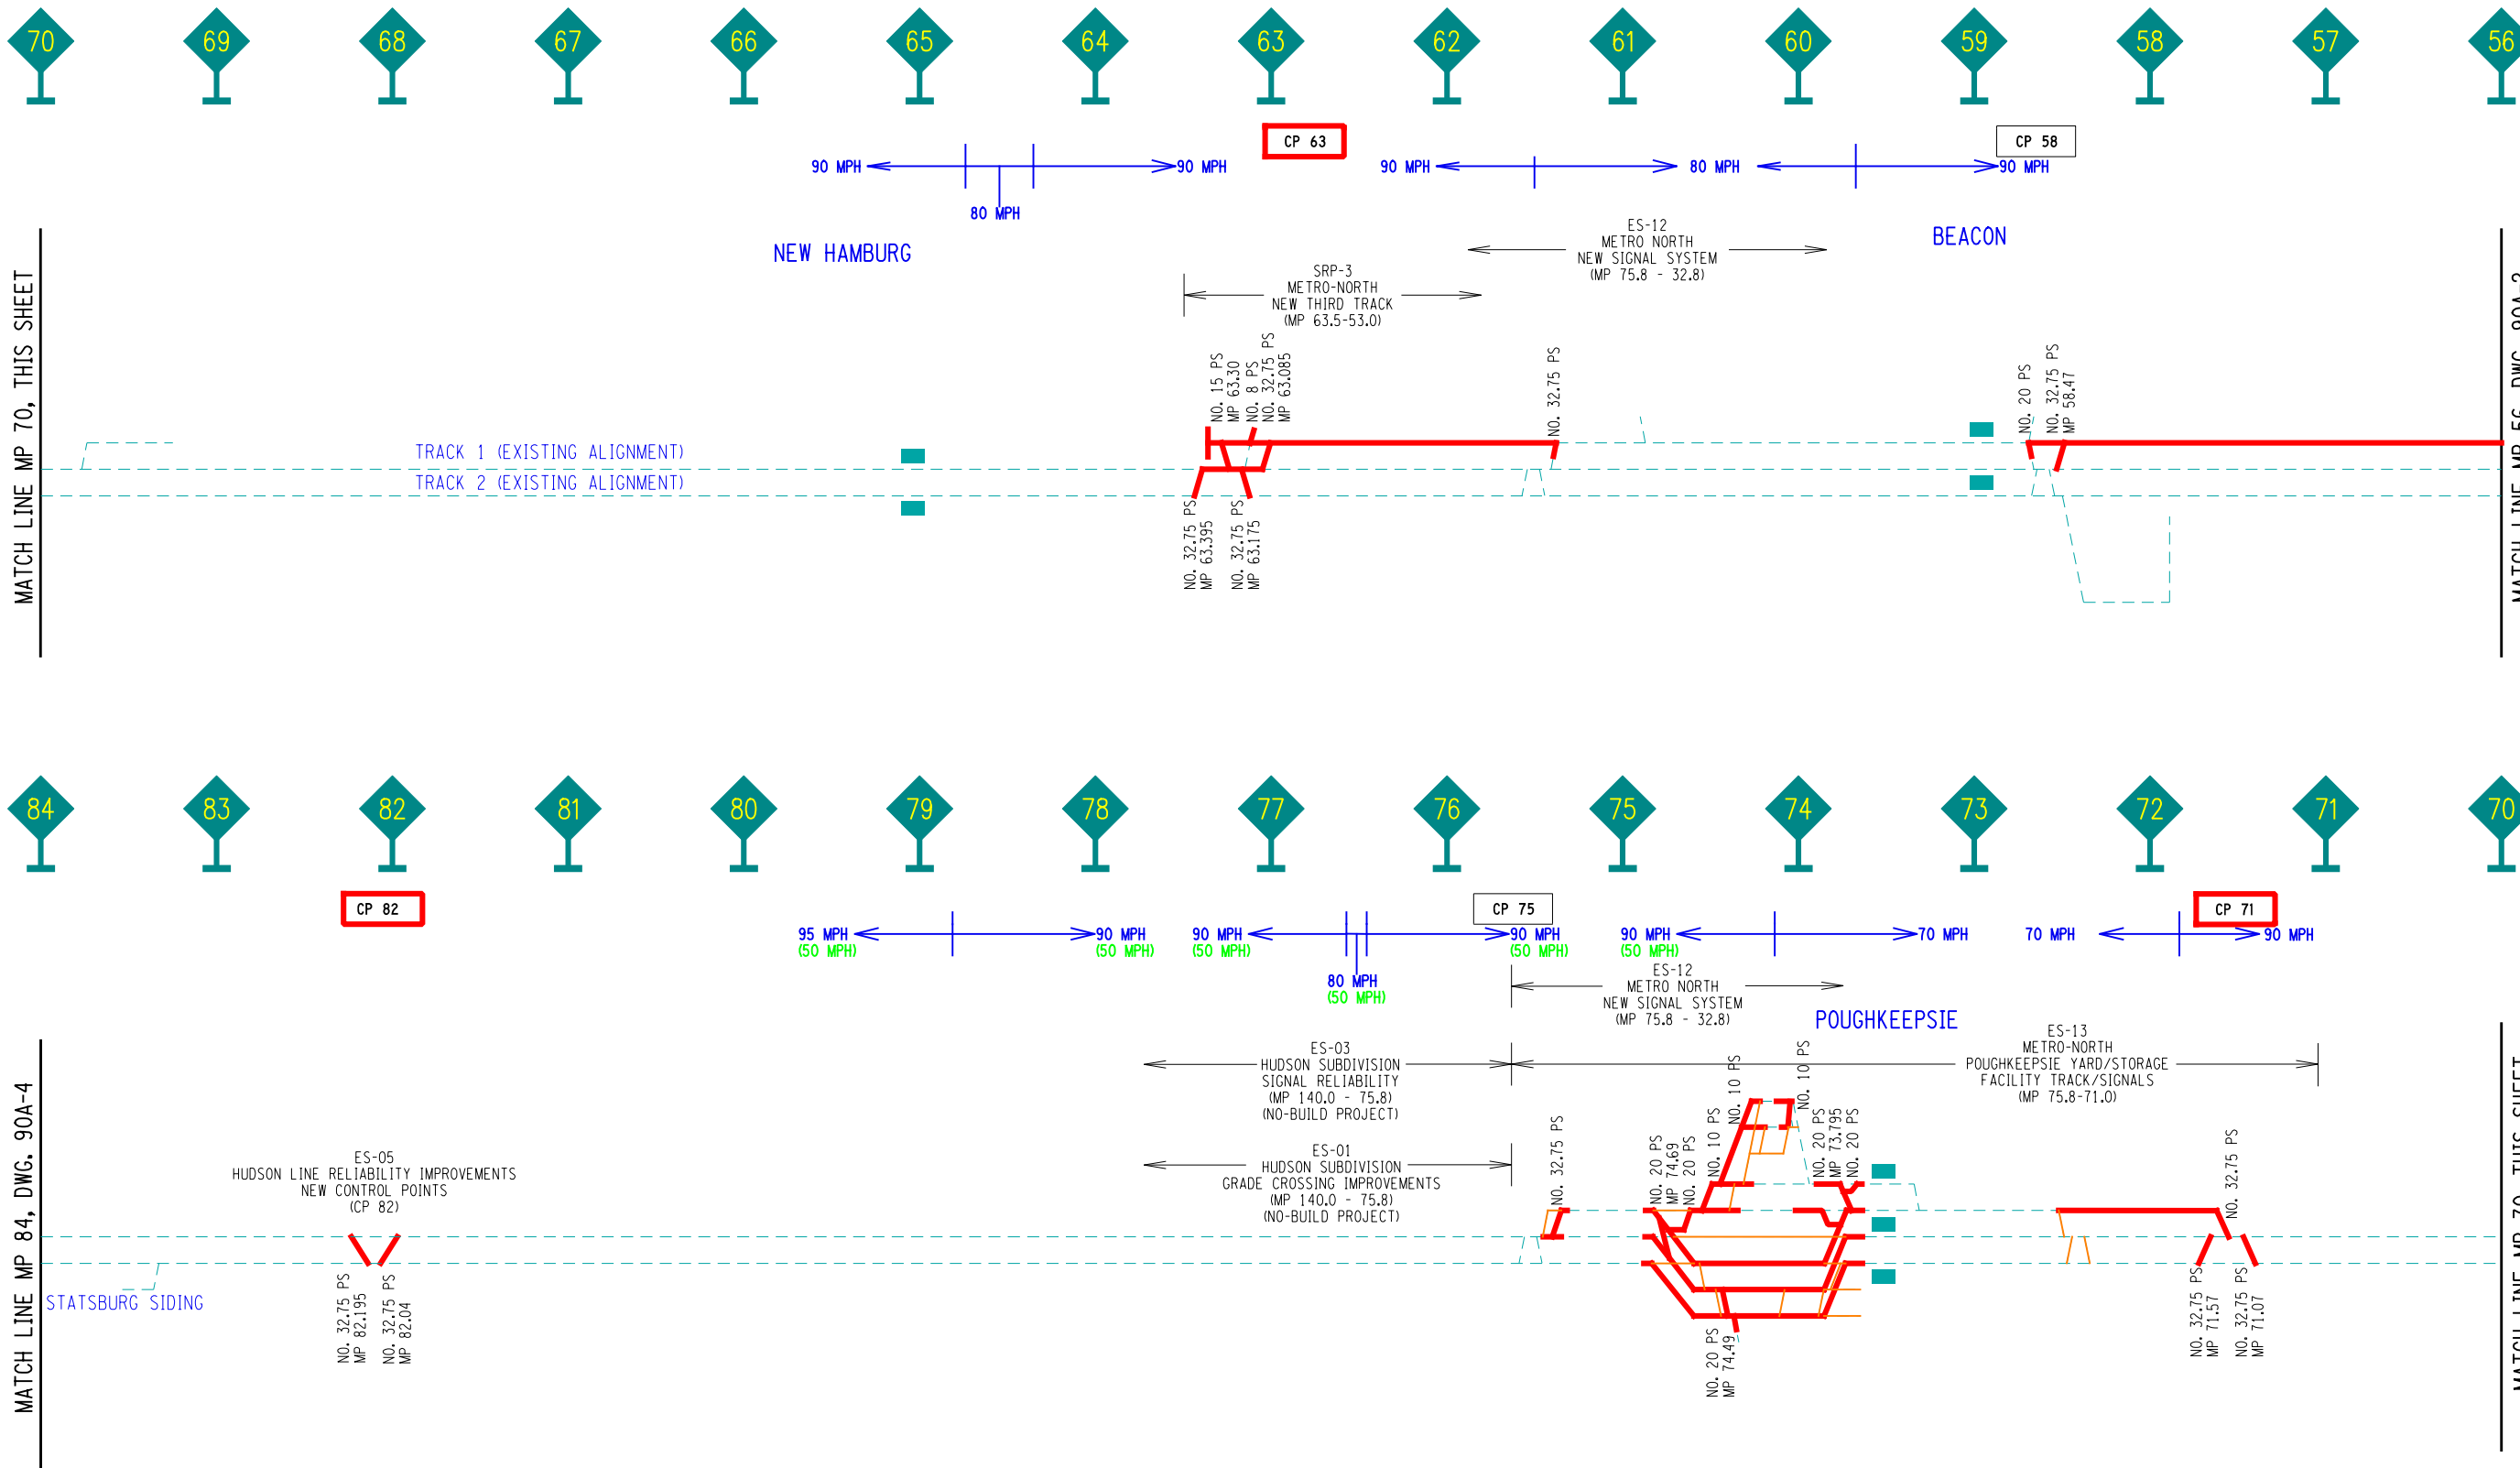 70 69 68 67 66 65 64 63 62 61 60 59 58 57 56
CP 63
CP 58
90 MPH
90 MPH
80 MPH
90 MPH
80 MPH
90 MPH
NEW HAMBURG
BEACON
ES-12
METRO NORTH
NEW SIGNAL SYSTEM
(MP 75.8 - 32.8)
SRP-3
METRO-NORTH
NEW THIRD TRACK
(MP 63.5-53.0)
MATCH LINE MP 70, THIS SHEET
TRACK 1 (EXISTING ALIGNMENT)
TRACK 2 (EXISTING ALIGNMENT)
NO. 15 PS
MP 63.30
NO. 8 PS
NO. 32.75 PS
MP 63.085
NO. 32.75 PS
NO. 20 PS
NO. 32.75 PS
MP 58.47
NO. 32.75 PS
MP 63.395
NO. 32.75 PS
MP 63.175
MATCH LINE MP 56, DWG. 90A-2
84 83 82 81 80 79 78 77 76 75 74 73 72 71 70
CP 82
CP 75
CP 71
95 MPH
(50 MPH)
90 MPH
(50 MPH)
90 MPH
(50 MPH)
80 MPH
(50 MPH)
90 MPH
(50 MPH)
90 MPH
(50 MPH)
70 MPH
70 MPH
90 MPH
ES-12
METRO NORTH
NEW SIGNAL SYSTEM
(MP 75.8 - 32.8)
POUGHKEEPSIE
ES-13
METRO-NORTH
POUGHKEEPSIE YARD/STORAGE
FACILITY TRACK/SIGNALS
(MP 75.8-71.0)
ES-03
HUDSON SUBDIVISION
SIGNAL RELIABILITY
(MP 140.0 - 75.8)
(NO-BUILD PROJECT)
ES-01
HUDSON SUBDIVISION
GRADE CROSSING IMPROVEMENTS
(MP 140.0 - 75.8)
(NO-BUILD PROJECT)
ES-05
HUDSON LINE RELIABILITY IMPROVEMENTS
NEW CONTROL POINTS
(CP 82)
MATCH LINE MP 84, DWG. 90A-4
STATSBURG SIDING
NO. 32.75 PS
MP 82.195
NO. 32.75 PS
MP 82.04
NO. 32.75 PS
NO. 20 PS
MP 74.69
NO. 20 PS
NO. 10 PS
NO. 10 PS
NO. 10 PS
NO. 20 PS
MP 73.795
NO. 20 PS
NO. 20 PS
MP 74.49
NO. 32.75 PS
NO. 32.75 PS
MP 71.57
NO. 32.75 PS
MP 71.07
MATCH LINE MP 70, THIS SHEET